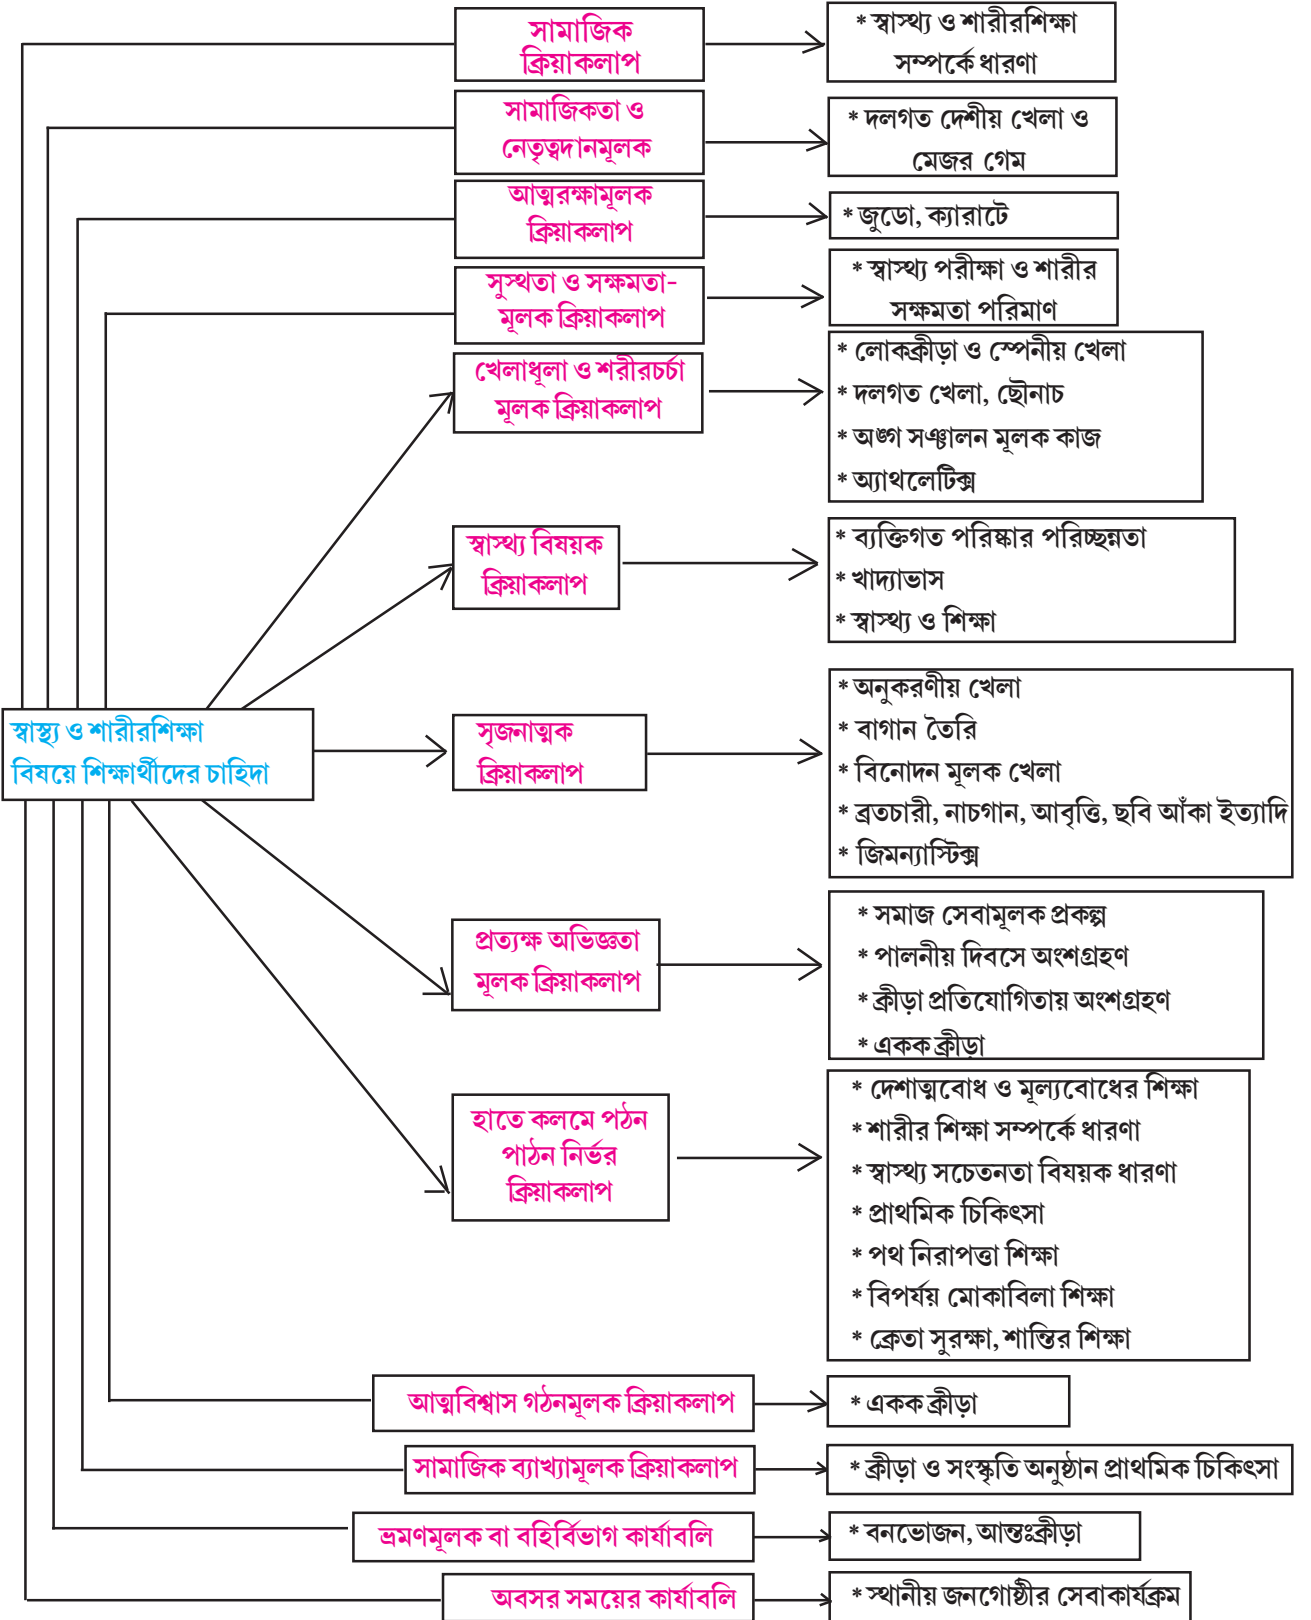 সামাজিক
ক্রিয়াকলাপ
* স্বাস্থ্য ও শারীরশিক্ষা
সম্পর্কে ধারণা
সামাজিকতা ও
নেতৃত্বদানমূলক
* দলগত দেশীয় খেলা ও
মেজর গেম
আত্মরক্ষামূলক
ক্রিয়াকলাপ
* জুডো, ক্যারাটে
সুস্থতা ও সক্ষমতা-
মূলক ক্রিয়াকলাপ
* স্বাস্থ্য পরীক্ষা ও শারীর
সক্ষমতা পরিমাণ
খেলাধূলা ও শরীরচর্চা
মূলক ক্রিয়াকলাপ
* লোকক্রীড়া ও স্পেনীয় খেলা
* দলগত খেলা, ছৌনাচ
* অঙ্গ সঞ্চালন মূলক কাজ
* অ্যাথলেটিক্স
স্বাস্থ্য বিষয়ক
ক্রিয়াকলাপ
* ব্যক্তিগত পরিষ্কার পরিচ্ছন্নতা
* খাদ্যাভাস
* স্বাস্থ্য ও শিক্ষা
স্বাস্থ্য ও শারীরশিক্ষা
বিষয়ে শিক্ষার্থীদের চাহিদা
সৃজনাত্মক
ক্রিয়াকলাপ
* অনুকরণীয় খেলা
* বাগান তৈরি
* বিনোদন মূলক খেলা
* ব্রতচারী, নাচগান, আবৃত্তি, ছবি আঁকা ইত্যাদি
* জিমন্যাস্টিক্স
প্রত্যক্ষ অভিজ্ঞতা
মূলক ক্রিয়াকলাপ
* সমাজ সেবামূলক প্রকল্প
* পালনীয় দিবসে অংশগ্রহণ
* ক্রীড়া প্রতিযোগিতায় অংশগ্রহণ
* একক ক্রীড়া
হাতে কলমে পঠন
পাঠন নির্ভর
ক্রিয়াকলাপ
* দেশাত্মবোধ ও মূল্যবোধের শিক্ষা
* শারীর শিক্ষা সম্পর্কে ধারণা
* স্বাস্থ্য সচেতনতা বিষয়ক ধারণা
* প্রাথমিক চিকিৎসা
* পথ নিরাপত্তা শিক্ষা
* বিপর্যয় মোকাবিলা শিক্ষা
* ক্রেতা সুরক্ষা, শান্তির শিক্ষা
আত্মবিশ্বাস গঠনমূলক ক্রিয়াকলাপ
* একক ক্রীড়া
সামাজিক ব্যাখ্যামূলক ক্রিয়াকলাপ
* ক্রীড়া ও সংস্কৃতি অনুষ্ঠান প্রাথমিক চিকিৎসা
ভ্রমণমূলক বা বহির্বিভাগ কার্যাবলি
* বনভোজন, আন্তঃক্রীড়া
অবসর সময়ের কার্যাবলি
* স্থানীয় জনগোষ্ঠীর সেবাকার্যক্রম